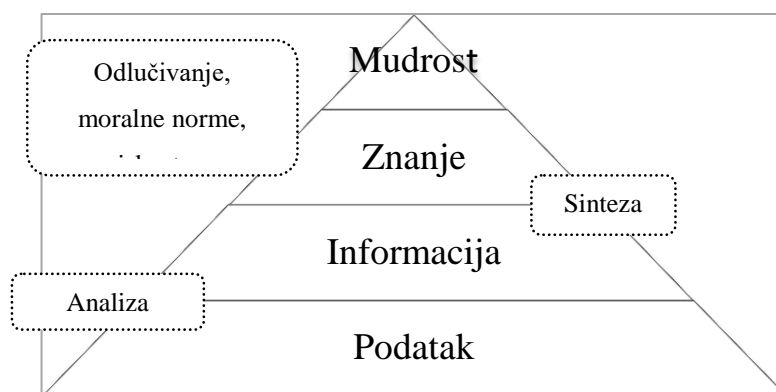 Mudrost
Odlučivanje,
moralne norme,
Znanje
Sinteza
Informacija
Analiza
Podatak